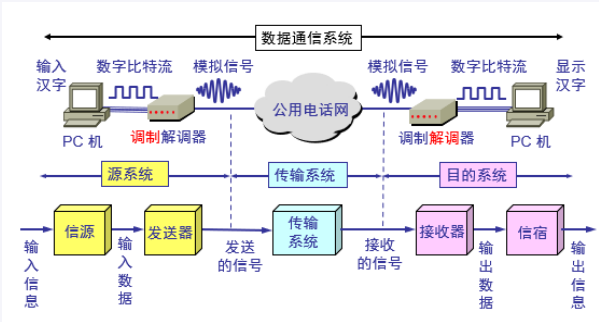 数据通信系统
输入
汉字
数字比特流
模拟信号
模拟信号
数字比特流
显示
汉字
公用电话网
PC 机
调制解调器
调制解调器
PC 机
源系统
传输系统
目的系统
信源
发送器
传输
系统
接收器
信宿
输入信息
输入数据
发送
的信号
接收
的信号
输出数据
输出信息